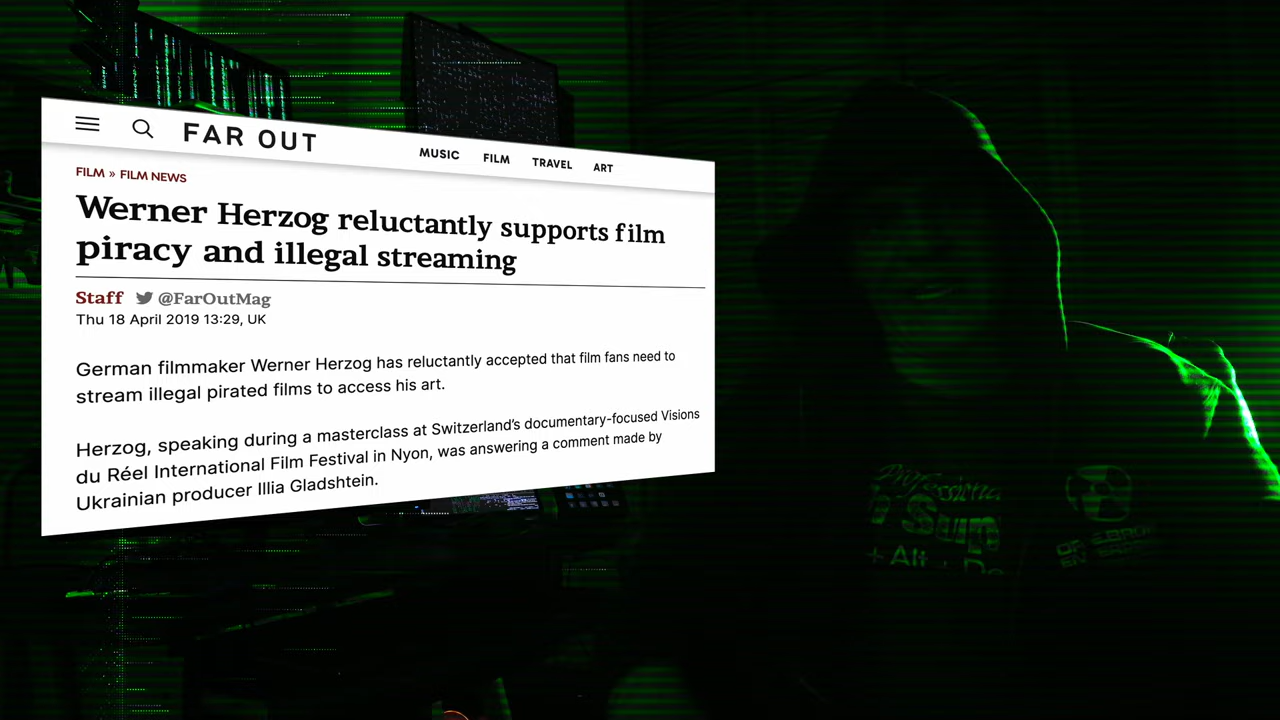 FAR OUT
MUSIC FILM TRAVEL ART
FILM » FILM NEWS
Werner Herzog reluctantly supports film
piracy and illegal streaming
Staff @FarOutMag
Thu 18 April 2019 13:29, UK
German filmmaker Werner Herzog has reluctantly accepted that film fans need to
stream illegal pirated films to access his art.
Herzog, speaking during a masterclass at Switzerland’s documentary-focused Visions
du Réel International Film Festival in Nyon, was answering a comment made by
Ukrainian producer Illia Gladshtein.
+ Alt